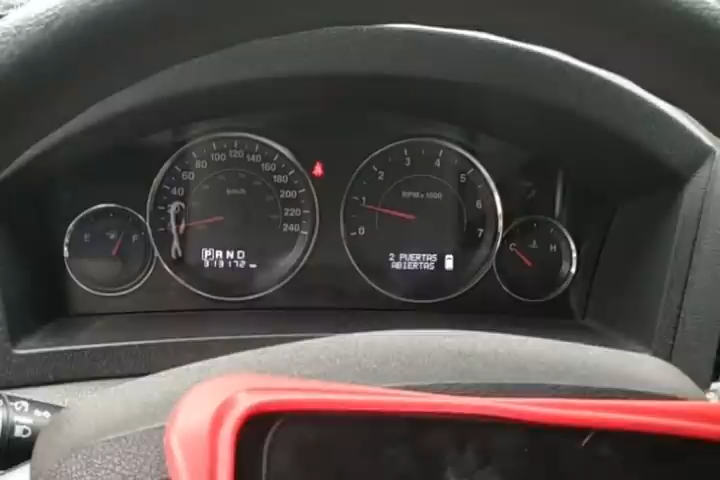 40 60 80 100 120 140 160 180 200 220 240
km/h
PRND
313172
0 1 2 3 4 5 6 7
RPM x 1000
2 PUERTAS
ABIERTAS
E F
C H